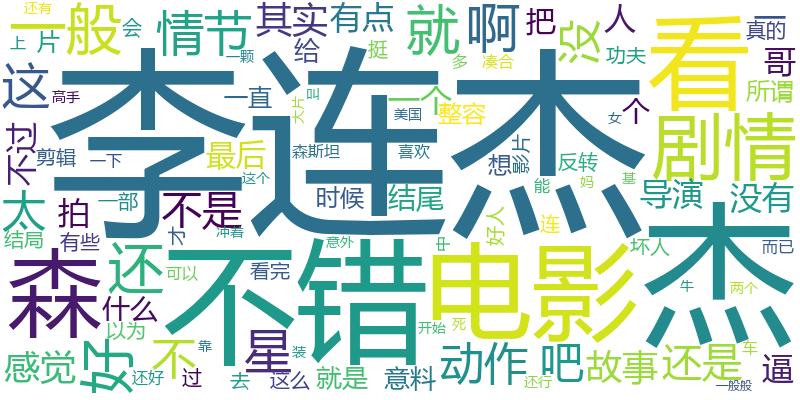 还有
上
片
会
一般
情节
其实
给
有点
挺
就
啊
把
没
人
看
一
真的
哥
所谓
这
高手
李连杰
一颗
一直
大片
巨
多
凑合
一个
美国
整容
功夫
个
女
剧情
不过
剪辑
一下
最后
森斯坦
喜欢
想
影片
反转
太
一部
这个
时候
结尾
能
妈
基
导演
没有
结局
有些
拍
不是
才
冲着
意外
中
好人
连
坏人
而已
杰
森
还
什么
可以
不错
看完
电影
开始
死
牛
两个
感觉
好
以为
还好
不
过
靠
去
星
装
这么
就是
意料
动作
还行
吧
故事
还是
车
逼
一般般